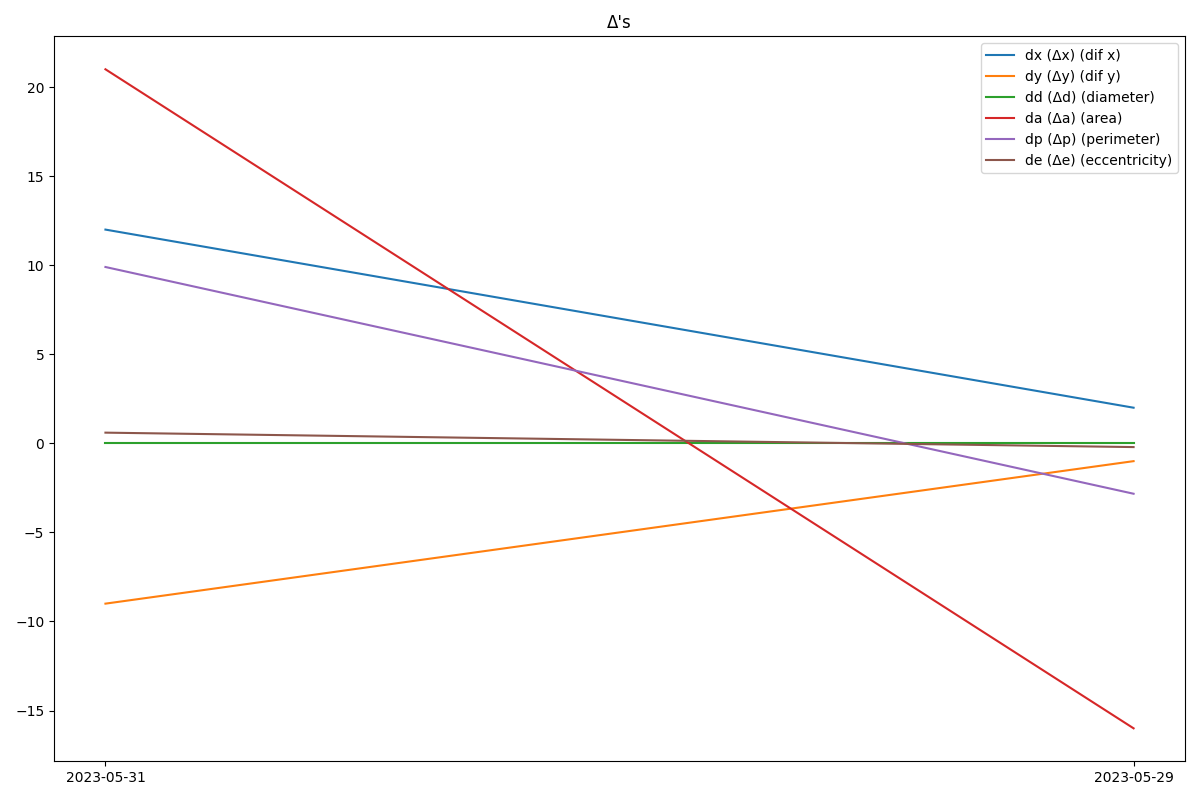 Δ's
dx (Δx) (dif x)
dy (Δy) (dif y)
dd (Δd) (diameter)
da (Δa) (area)
dp (Δp) (perimeter)
de (Δe) (eccentricity)
20
15
10
5
0
−5
−10
−15
2023-05-31 2023-05-29